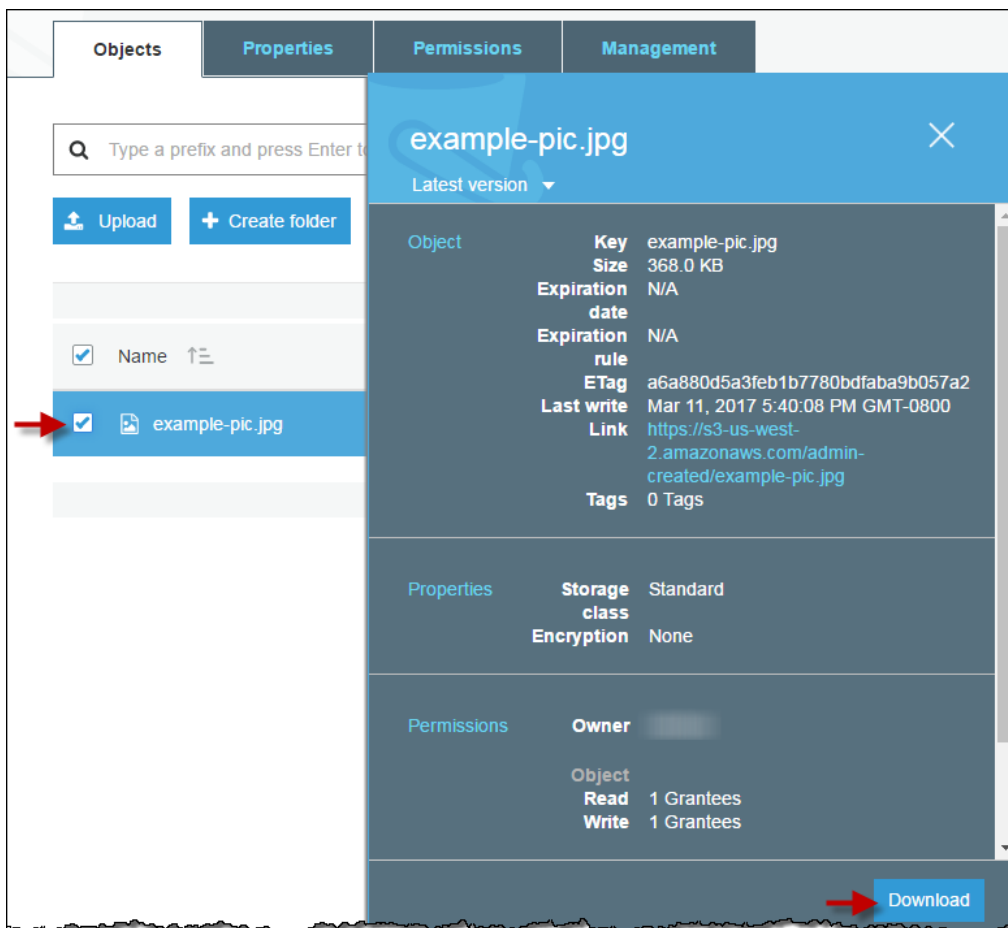 Objects Properties Permissions Management
Type a prefix and press Enter to
Upload Create folder
Name
example-pic.jpg
example-pic.jpg
Latest version
Object
Key example-pic.jpg
Size 368.0 KB
Expiration N/A
date
Expiration N/A
rule
ETag a6a880d5a3feb1b7780bdfaba9b057a2
Last write Mar 11, 2017 5:40:08 PM GMT-0800
Link https://s3-us-west-
2.amazonaws.com/admin-
created/example-pic.jpg
Tags 0 Tags
Properties
Storage Standard
class
Encryption None
Permissions
Owner
Object
Read 1 Grantees
Write 1 Grantees
Download